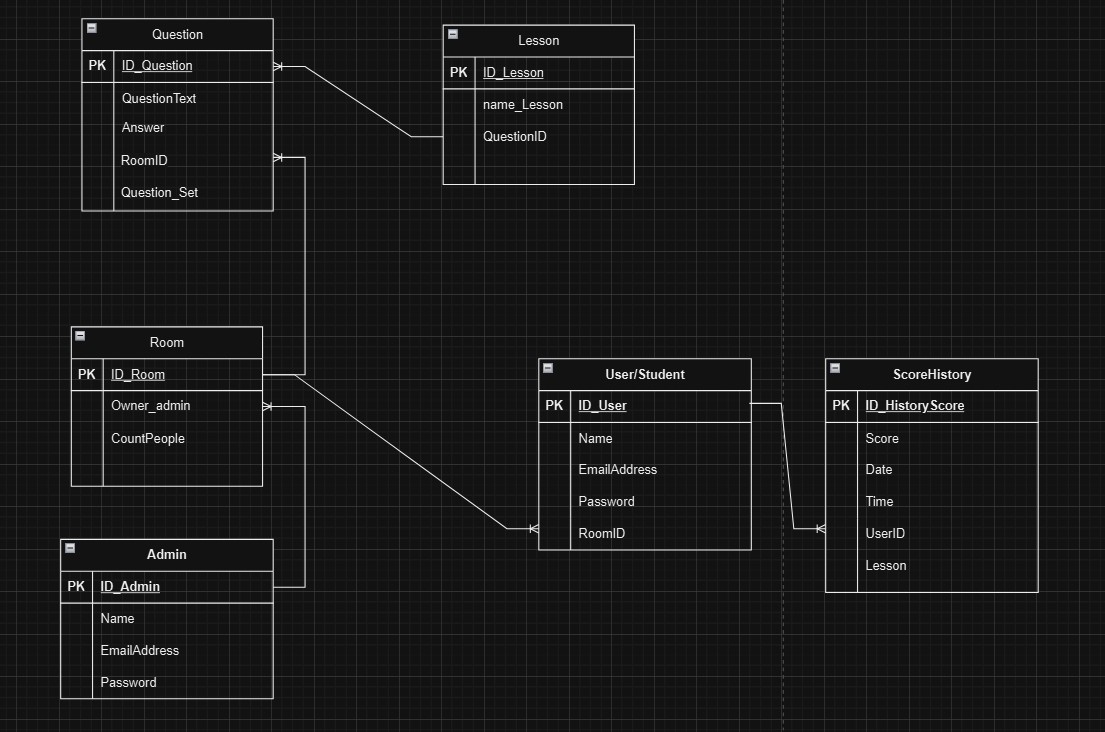 Question
PK ID_Question
QuestionText
Answer
RoomID
Question_Set
Lesson
PK ID_Lesson
name_Lesson
QuestionID
Room
PK ID_Room
Owner_admin
CountPeople
User/Student
PK ID_User
Name
EmailAddress
Password
RoomID
ScoreHistory
PK ID_HistoryScore
Score
Date
Time
UserID
Lesson
Admin
PK ID_Admin
Name
EmailAddress
Password